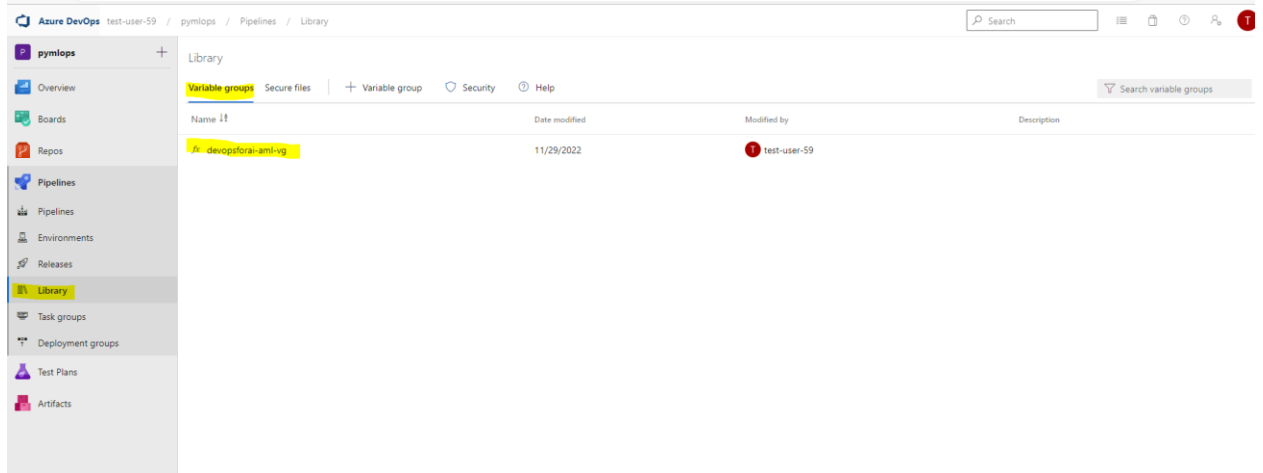 Azure DevOps test-user-59 / pymlops / Pipelines / Library
Search
T
P pymlops
Overview
Boards
Repos
Pipelines
Pipelines
Environments
Releases
Library
Task groups
Deployment groups
Test Plans
Artifacts
Library
Variable groups Secure files + Variable group Security Help
Search variable groups
Name Date modified Modified by Description
fx devopsforai-aml-vg 11/29/2022 T test-user-59